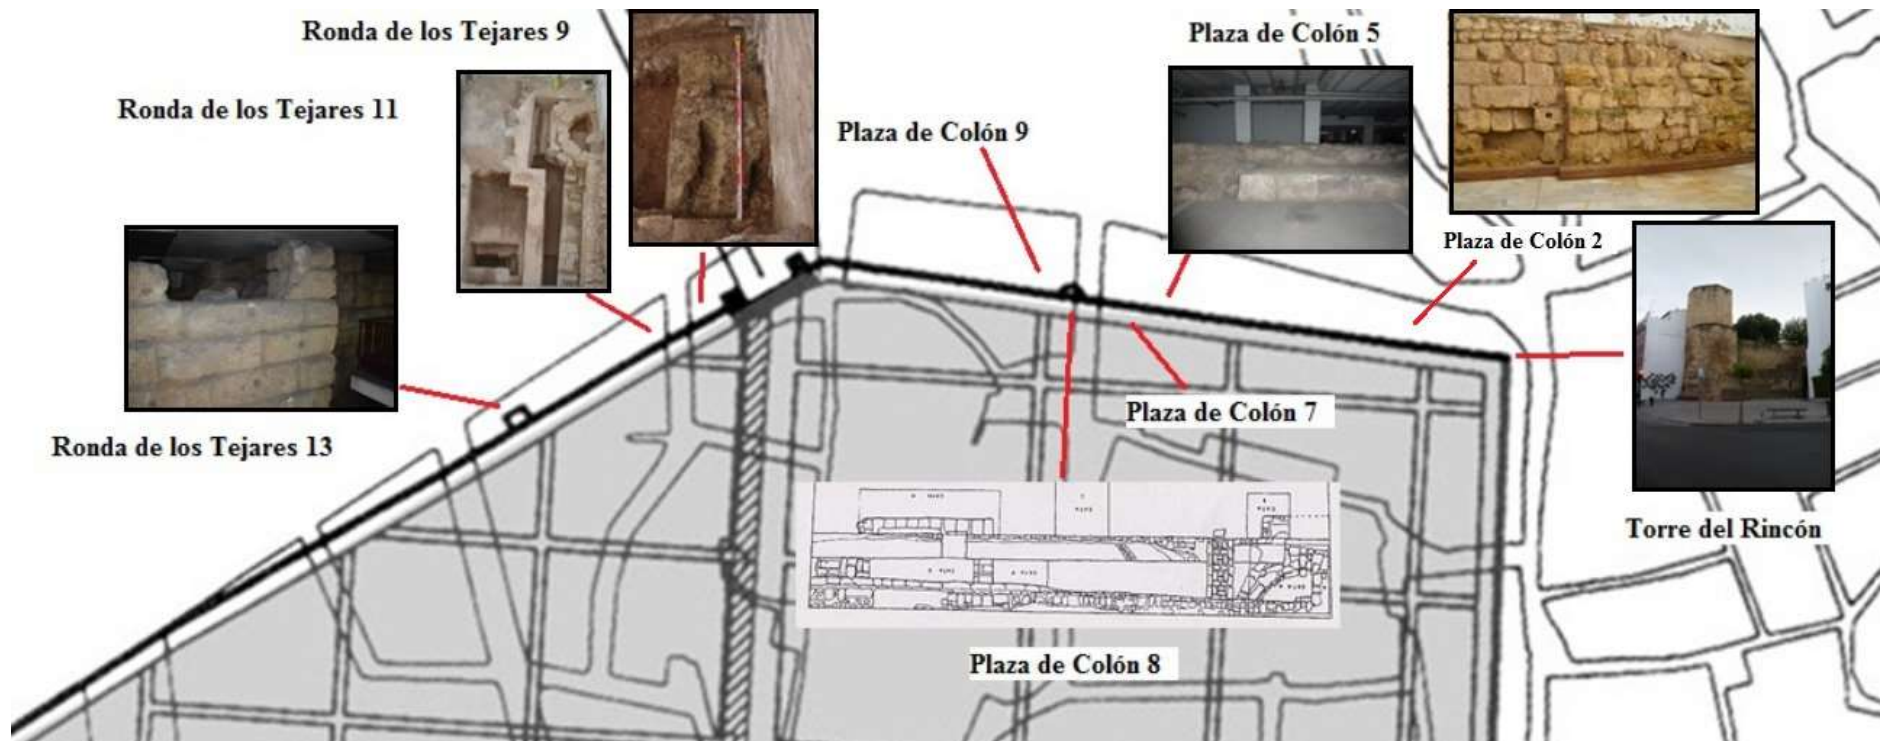 Ronda de los Tejares 9
Plaza de Colón 5
Ronda de los Tejares 11
Plaza de Colón 9
Plaza de Colón 2
Plaza de Colón 7
Ronda de los Tejares 13
Torre del Rincón
Plaza de Colón 8